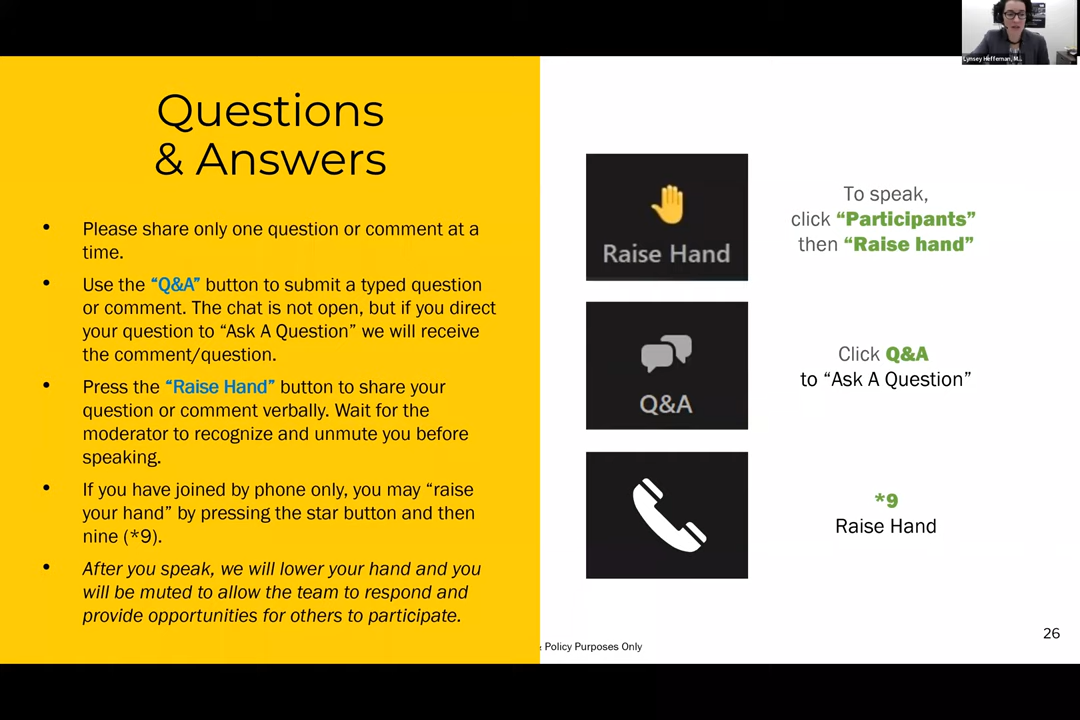 Lynsey Heffernan, M...
Questions
& Answers
• Please share only one question or comment at a
time.
• Use the “Q&A” button to submit a typed question
or comment. The chat is not open, but if you direct
your question to “Ask A Question” we will receive
the comment/question.
• Press the “Raise Hand” button to share your
question or comment verbally. Wait for the
moderator to recognize and unmute you before
speaking.
• If you have joined by phone only, you may “raise
your hand” by pressing the star button and then
nine (*9).
• After you speak, we will lower your hand and you
will be muted to allow the team to respond and
provide opportunities for others to participate.
Raise Hand
To speak,
click “Participants”
then “Raise hand”
Q&A
Click Q&A
to “Ask A Question”
*9
Raise Hand
Policy Purposes Only
26